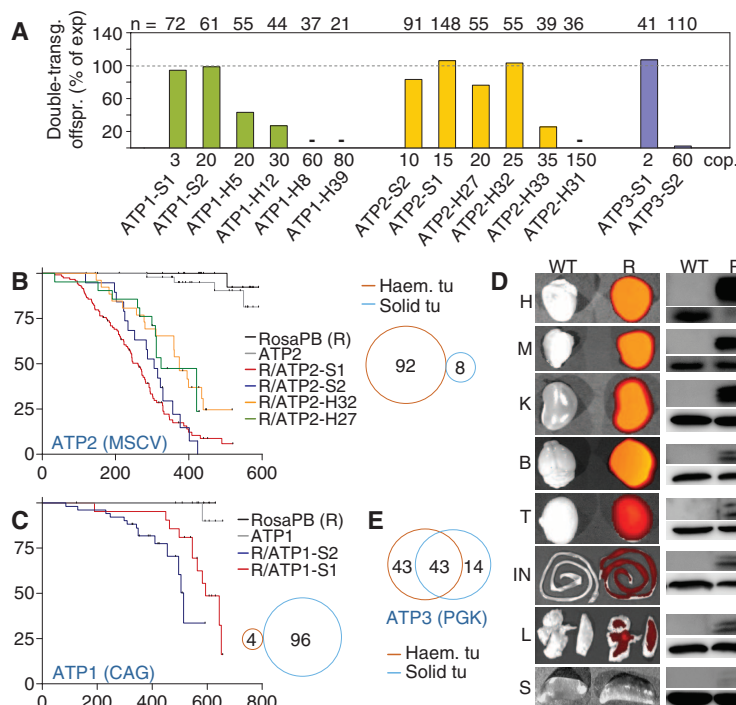 A
n = 72 61 55 44 37 21 91 148 55 55 39 36 41 110
Double-transg.
offspr. (% of exp)
140
100
80
60
40
20
- - -
3 20 20 30 60 80 10 15 20 25 35 150 2 60 cop.
ATP1-S1
ATP1-S2
ATP1-H5
ATP1-H12
ATP1-H8
ATP1-H39
ATP2-S2
ATP2-S1
ATP2-H27
ATP2-H32
ATP2-H33
ATP2-H31
ATP3-S1
ATP3-S2
B
75
50
25
0 200 400 600
RosaPB (R)
ATP2
R/ATP2-S1
R/ATP2-S2
R/ATP2-H32
R/ATP2-H27
ATP2 (MSCV)
Haem. tu
Solid tu
92 8
C
75
50
25
0 200 400 600 800
RosaPB (R)
ATP1
R/ATP1-S2
R/ATP1-S1
ATP1 (CAG)
4 96
E
43 43 14
ATP3 (PGK)
Haem. tu
Solid tu
D
WT R WT
H
M
K
B
T
IN
L
S